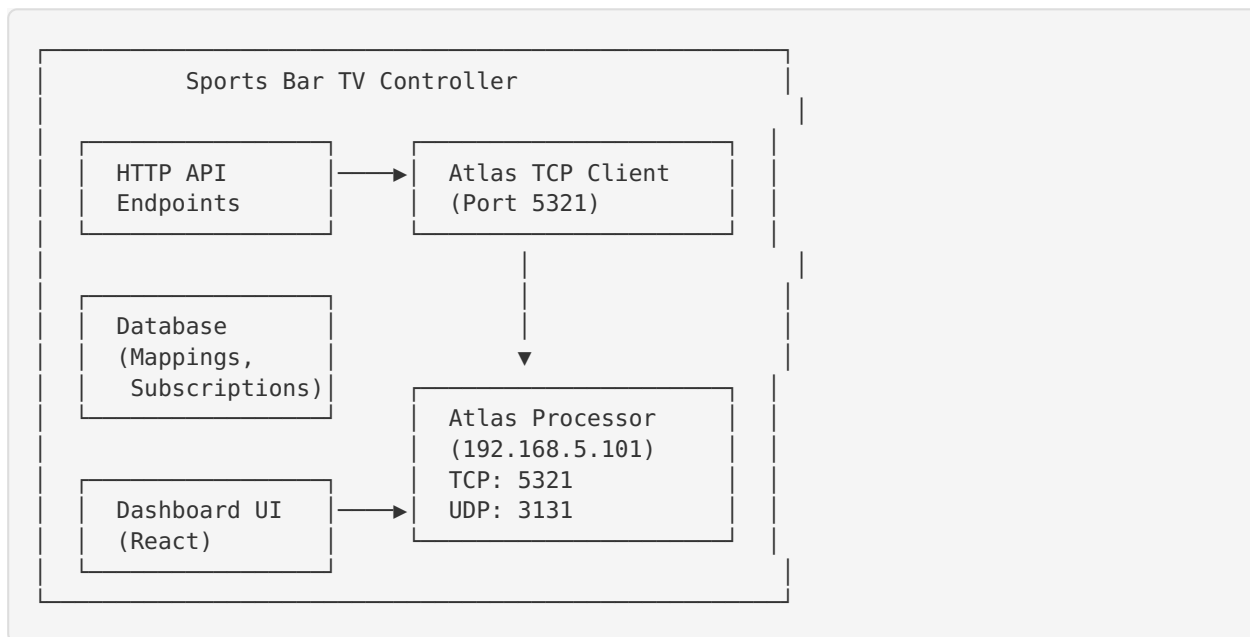 Sports Bar TV Controller
HTTP API
Endpoints
Atlas TCP Client
(Port 5321)
Database
(Mappings,
Subscriptions)
Atlas Processor
(192.168.5.101)
TCP: 5321
UDP: 3131
Dashboard UI
(React)